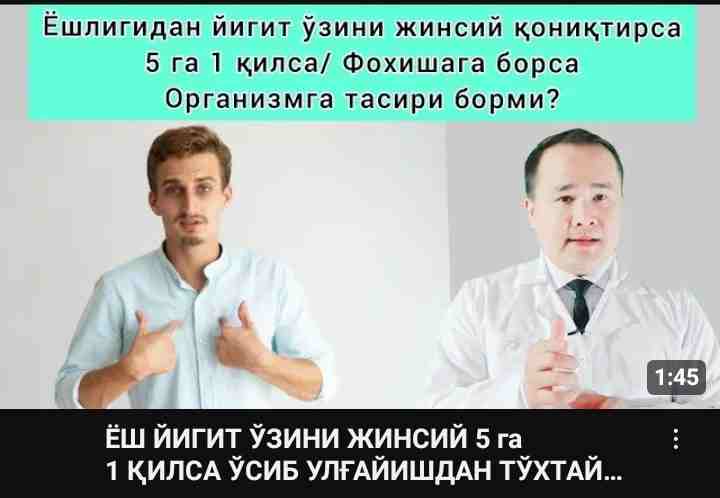 Ёшлигидан йигит ўзини жинсий қониқтирса
5 га 1 қилса/ Фохишага борса
Организмга тасири борми?
1:45
ЁШ ЙИГИТ ЎЗИНИ ЖИНСИЙ 5 га
1 ҚИЛСА ЎСИБ УЛҒАЙИШДАН ТЎХТАЙ...